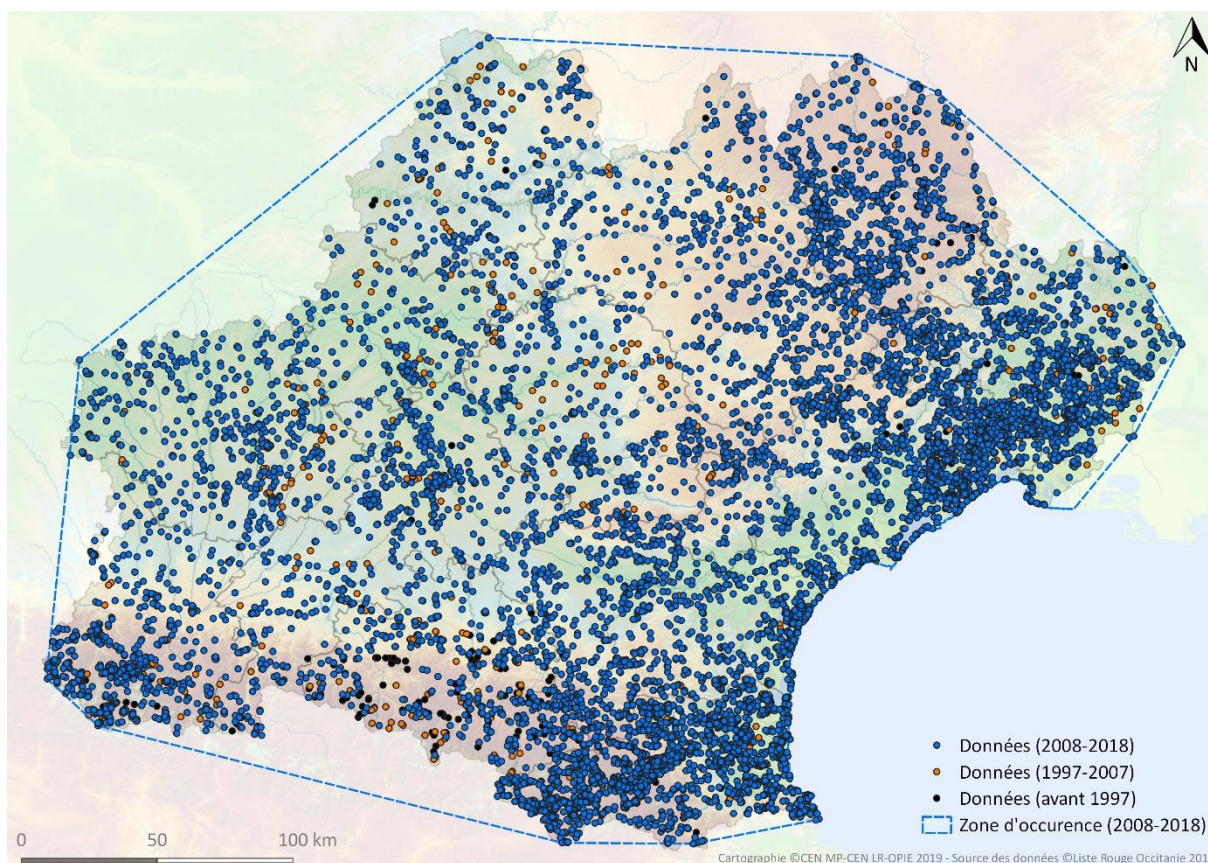 N
Données (2008-2018)
Données (1997-2007)
Données (avant 1997)
Zone d'occurence (2008-2018)
0 50 100 km
Cartographie ©CEN MP-CEN LR-OPIE 2019 - Source des données ©Liste Rouge Occitanie 201